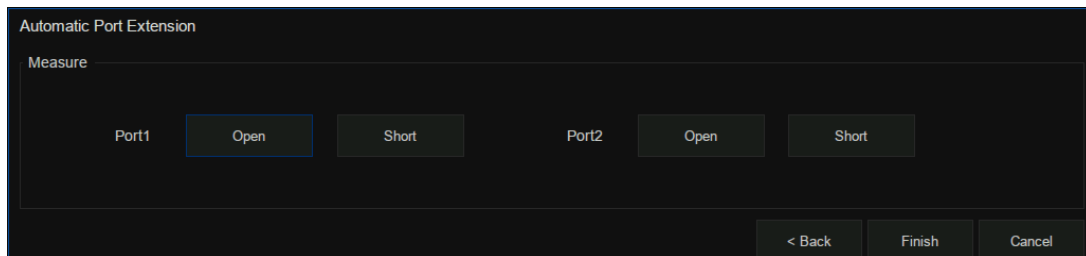 Automatic Port Extension
Measure
Port1 Open Short Port2 Open Short
< Back Finish Cancel